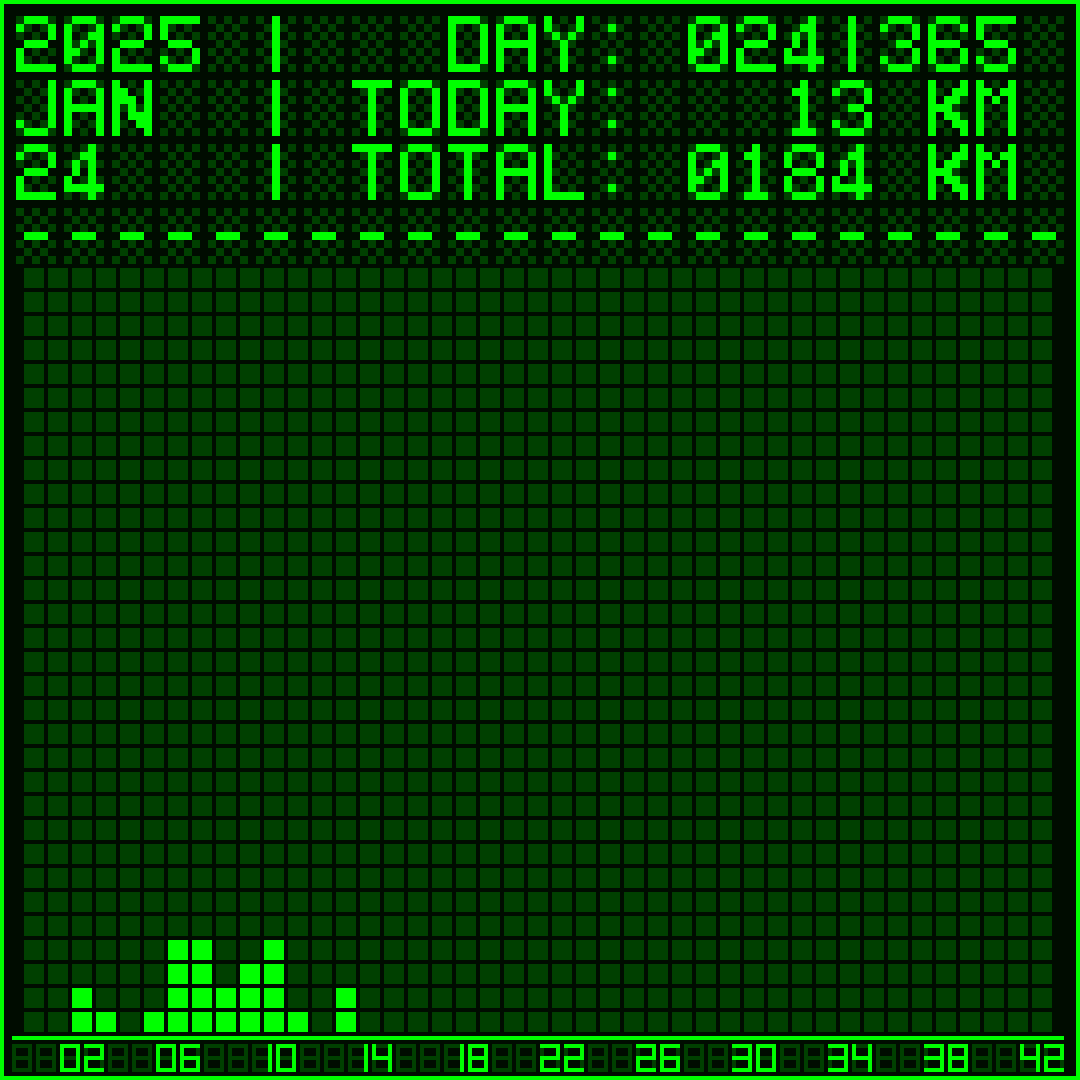 2025 | DAY: 024|365
JAN | TODAY: 13 KM
24 | TOTAL: 0184 KM
- - - - - - - - - - - - - - - - - - - - - -
02 06 10 14 18 22 26 30 34 38 42